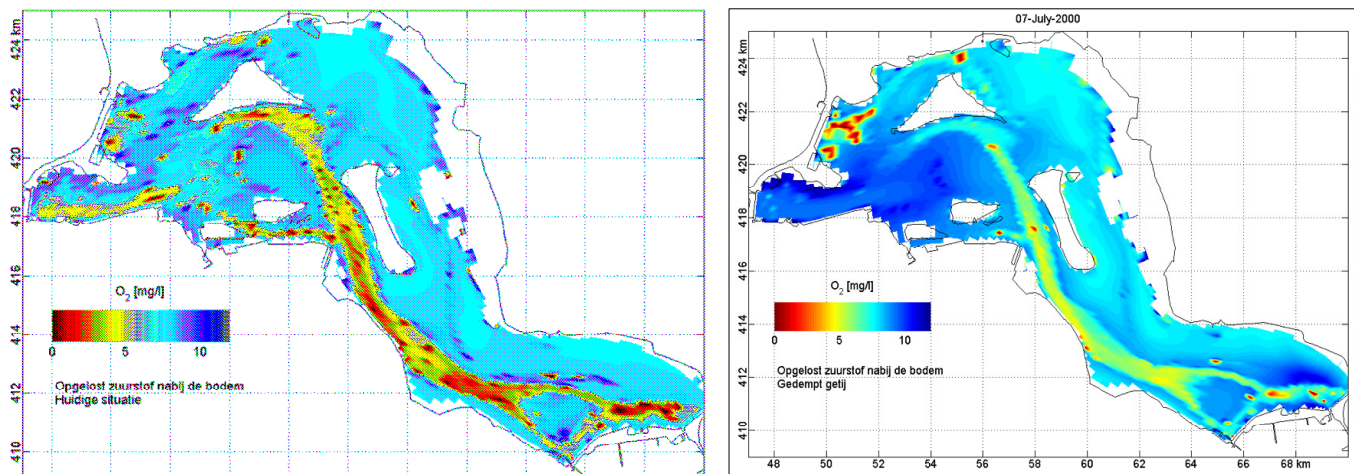 424 km
422
420
418
416
414
412
410
O2 [mg/l]
0 5 10
Opgelost zuurstof nabij de bodem
Huidige situatie
07-July-2000
424 km
422
420
418
416
414
412
410
O2 [mg/l]
0 5 10
Opgelost zuurstof nabij de bodem
Gedempt getij
48 50 52 54 56 58 60 62 64 66 68 km